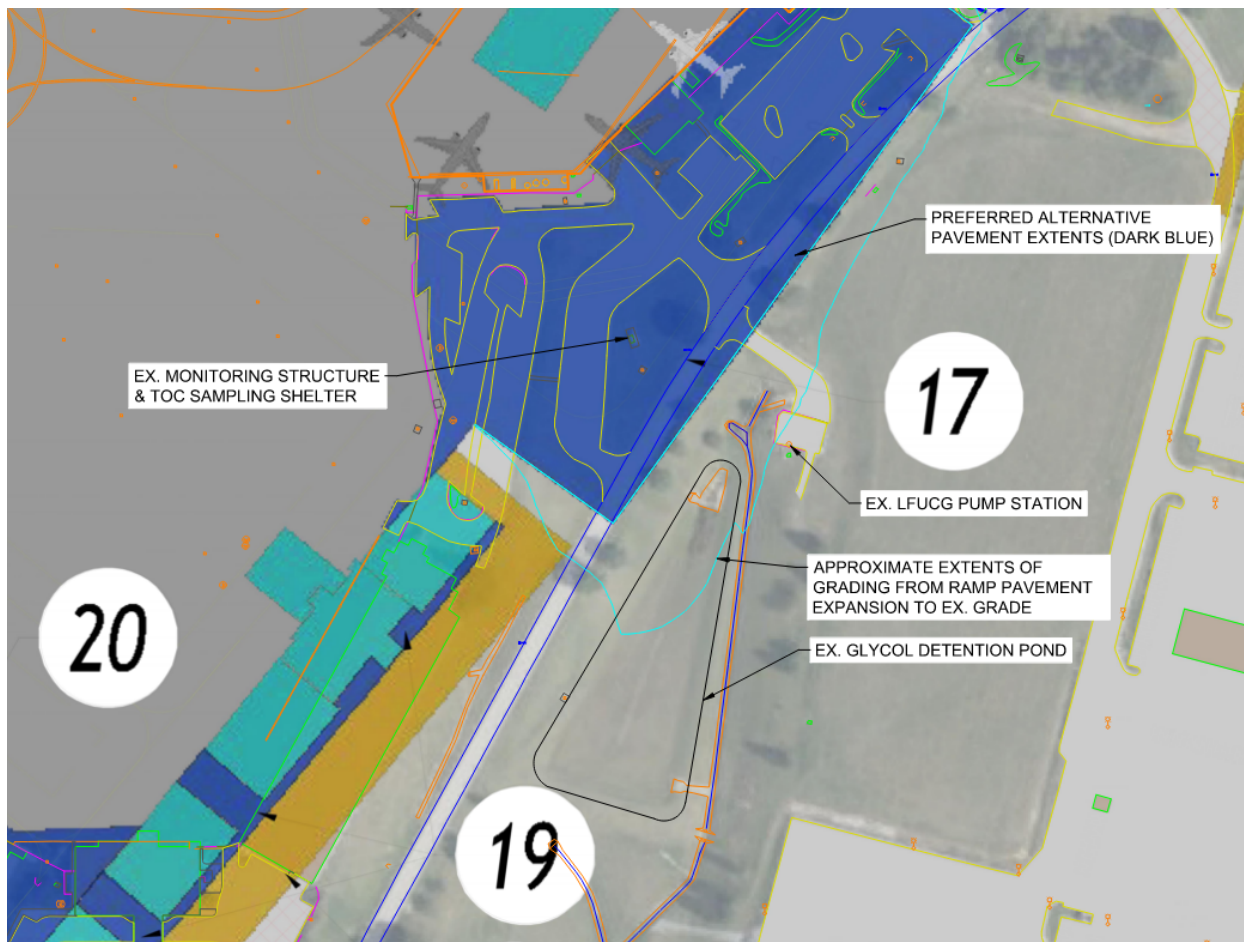 PREFERRED ALTERNATIVE
PAVEMENT EXTENTS (DARK BLUE)
EX. MONITORING STRUCTURE
& TOC SAMPLING SHELTER
17
EX. LFUCG PUMP STATION
APPROXIMATE EXTENTS OF
GRADING FROM RAMP PAVEMENT
EXPANSION TO EX. GRADE
20
EX. GLYCOL DETENTION POND
19